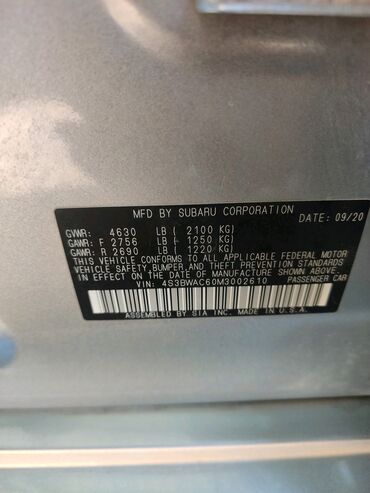 MFD BY SUBARU CORPORATION
DATE: 09/20
GVWR: 4630 LB ( 2100 KG)
GAWR: F 2756 LB ( 1250 KG)
GAWR: R 2690 LB ( 1220 KG)
THIS VEHICLE CONFORMS TO ALL APPLICABLE FEDERAL MOTOR
VEHICLE SAFETY, BUMPER, AND THEFT PREVENTION STANDARDS
IN EFFECT ON THE DATE OF MANUFACTURE SHOWN ABOVE.
VIN: 4S3BWAC60M3002610 PASSENGER CAR
ASSEMBLED BY SIA INC. MADE IN U.S.A.